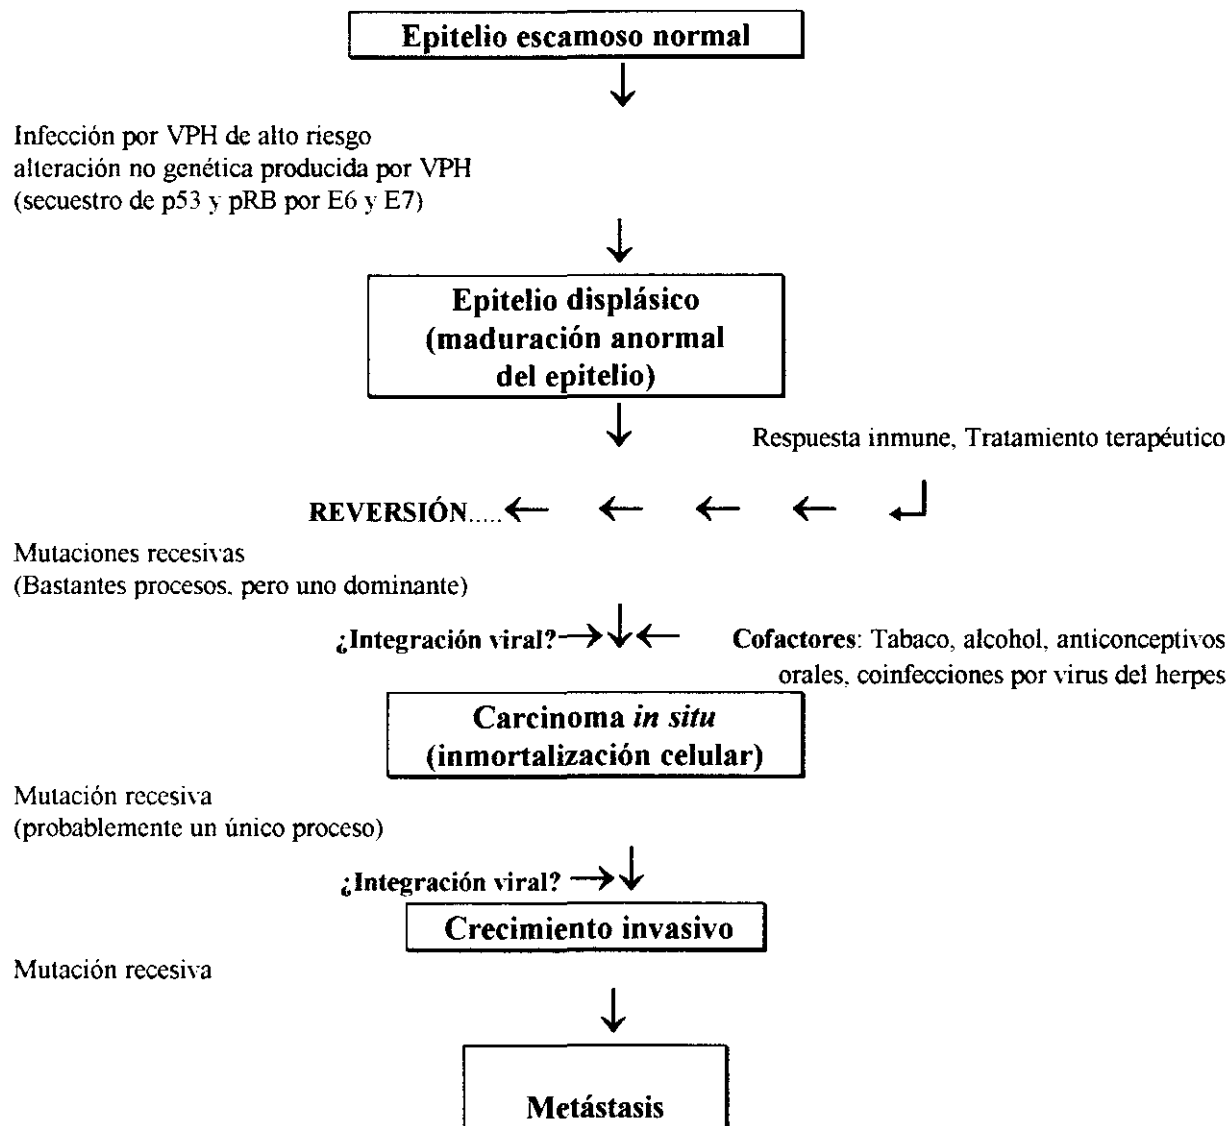 Epitelio escamoso normal
Infección por VPH de alto riesgo
alteración no genética producida por VPH
(secuestro de p53 y pRB por E6 y E7)
Epitelio displásico
(maduración anormal
del epitelio)
Respuesta inmune, Tratamiento terapéutico
REVERSIÓN.....
Mutaciones recesivas
(Bastantes procesos, pero uno dominante)
¿Integración viral?
Cofactores: Tabaco, alcohol, anticonceptivos
orales, coinfecciones por virus del herpes
Carcinoma in situ
(inmortalización celular)
Mutación recesiva
(probablemente un único proceso)
¿Integración viral?
Crecimiento invasivo
Mutación recesiva
Metástasis